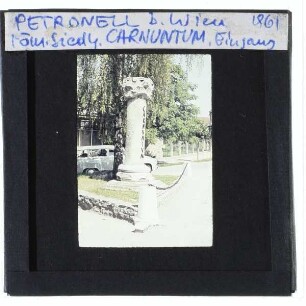 PETRONELL b. Wien 1961
röm. Siedl. CARNUNTUM, Eingang